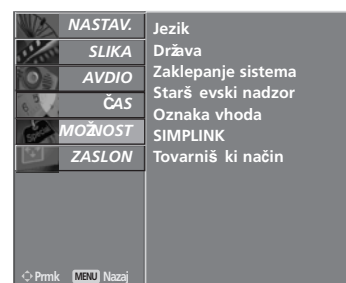 NASTAV.
SLIKA
AVDIO
ČAS
MOŽNOST
ZASLON
Jezik
Država
Zaklepanje sistema
Starš evski nadzor
Oznaka vhoda
SIMPLINK
Tovarniš ki način
Prmk MENU Nazaj